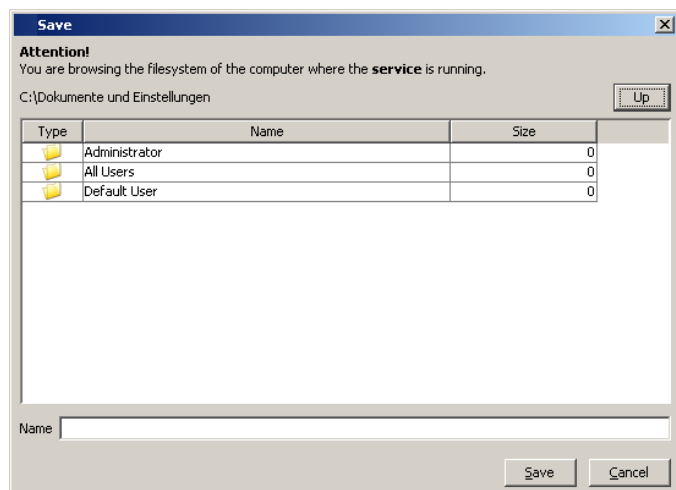 Save
Attention!
You are browsing the filesystem of the computer where the service is running.
C:\Dokumente und Einstellungen
Up
Type Name Size
Administrator 0
All Users 0
Default User 0
Name
Save Cancel